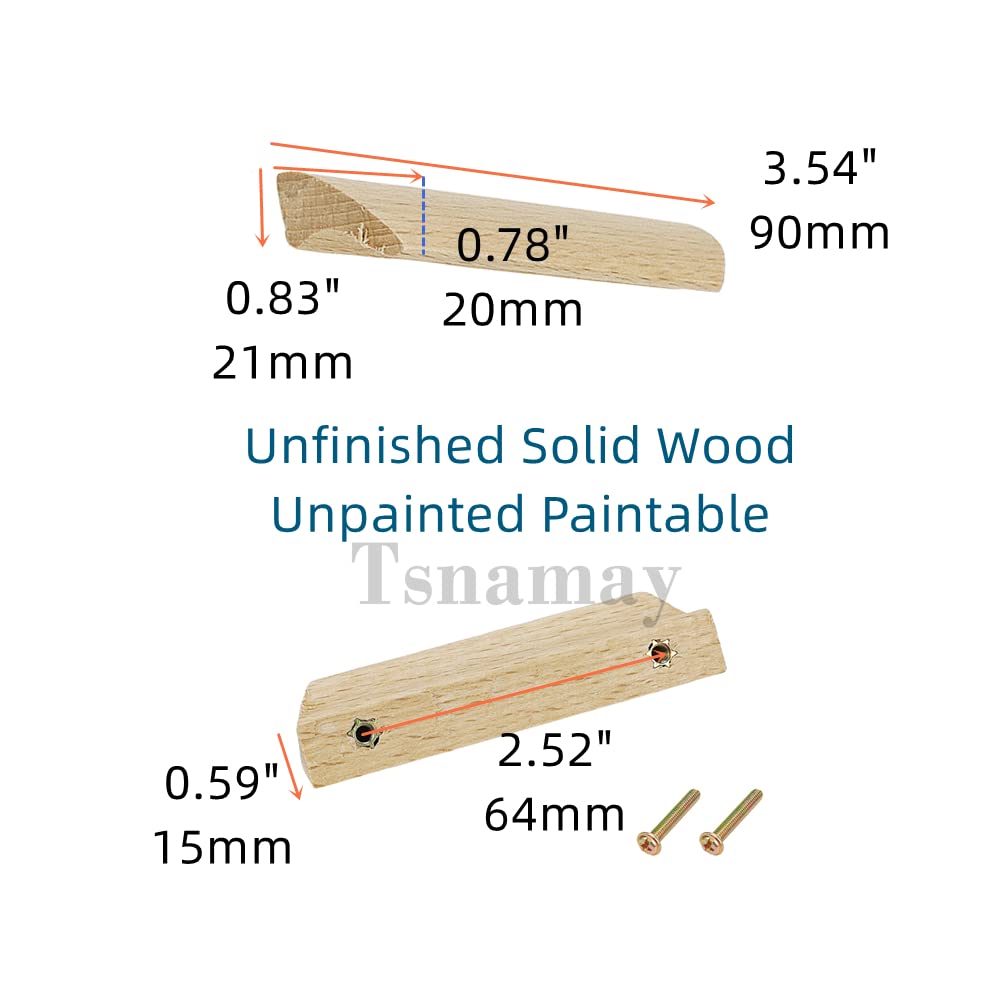 3.54"
90mm
0.78"
20mm
0.83"
21mm
Unfinished Solid Wood
Unpainted Paintable
Tsnamay
2.52"
64mm
0.59"
15mm